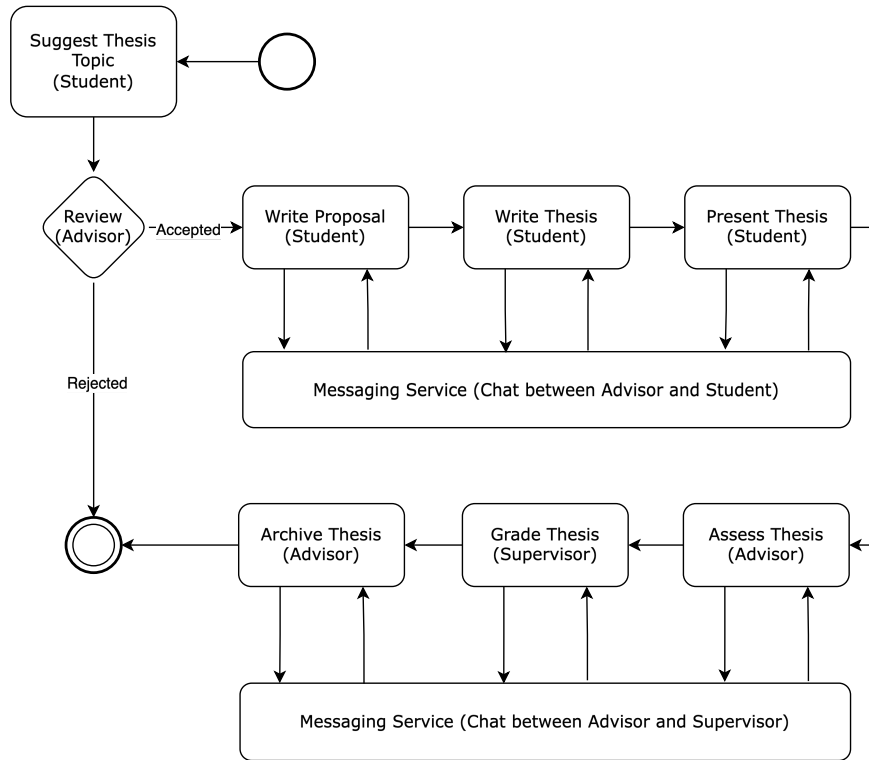 Suggest Thesis
Topic
(Student)
Review
(Advisor)
Accepted
Write Proposal
(Student)
Write Thesis
(Student)
Present Thesis
(Student)
Messaging Service (Chat between Advisor and Student)
Rejected
Archive Thesis
(Advisor)
Grade Thesis
(Supervisor)
Assess Thesis
(Advisor)
Messaging Service (Chat between Advisor and Supervisor)